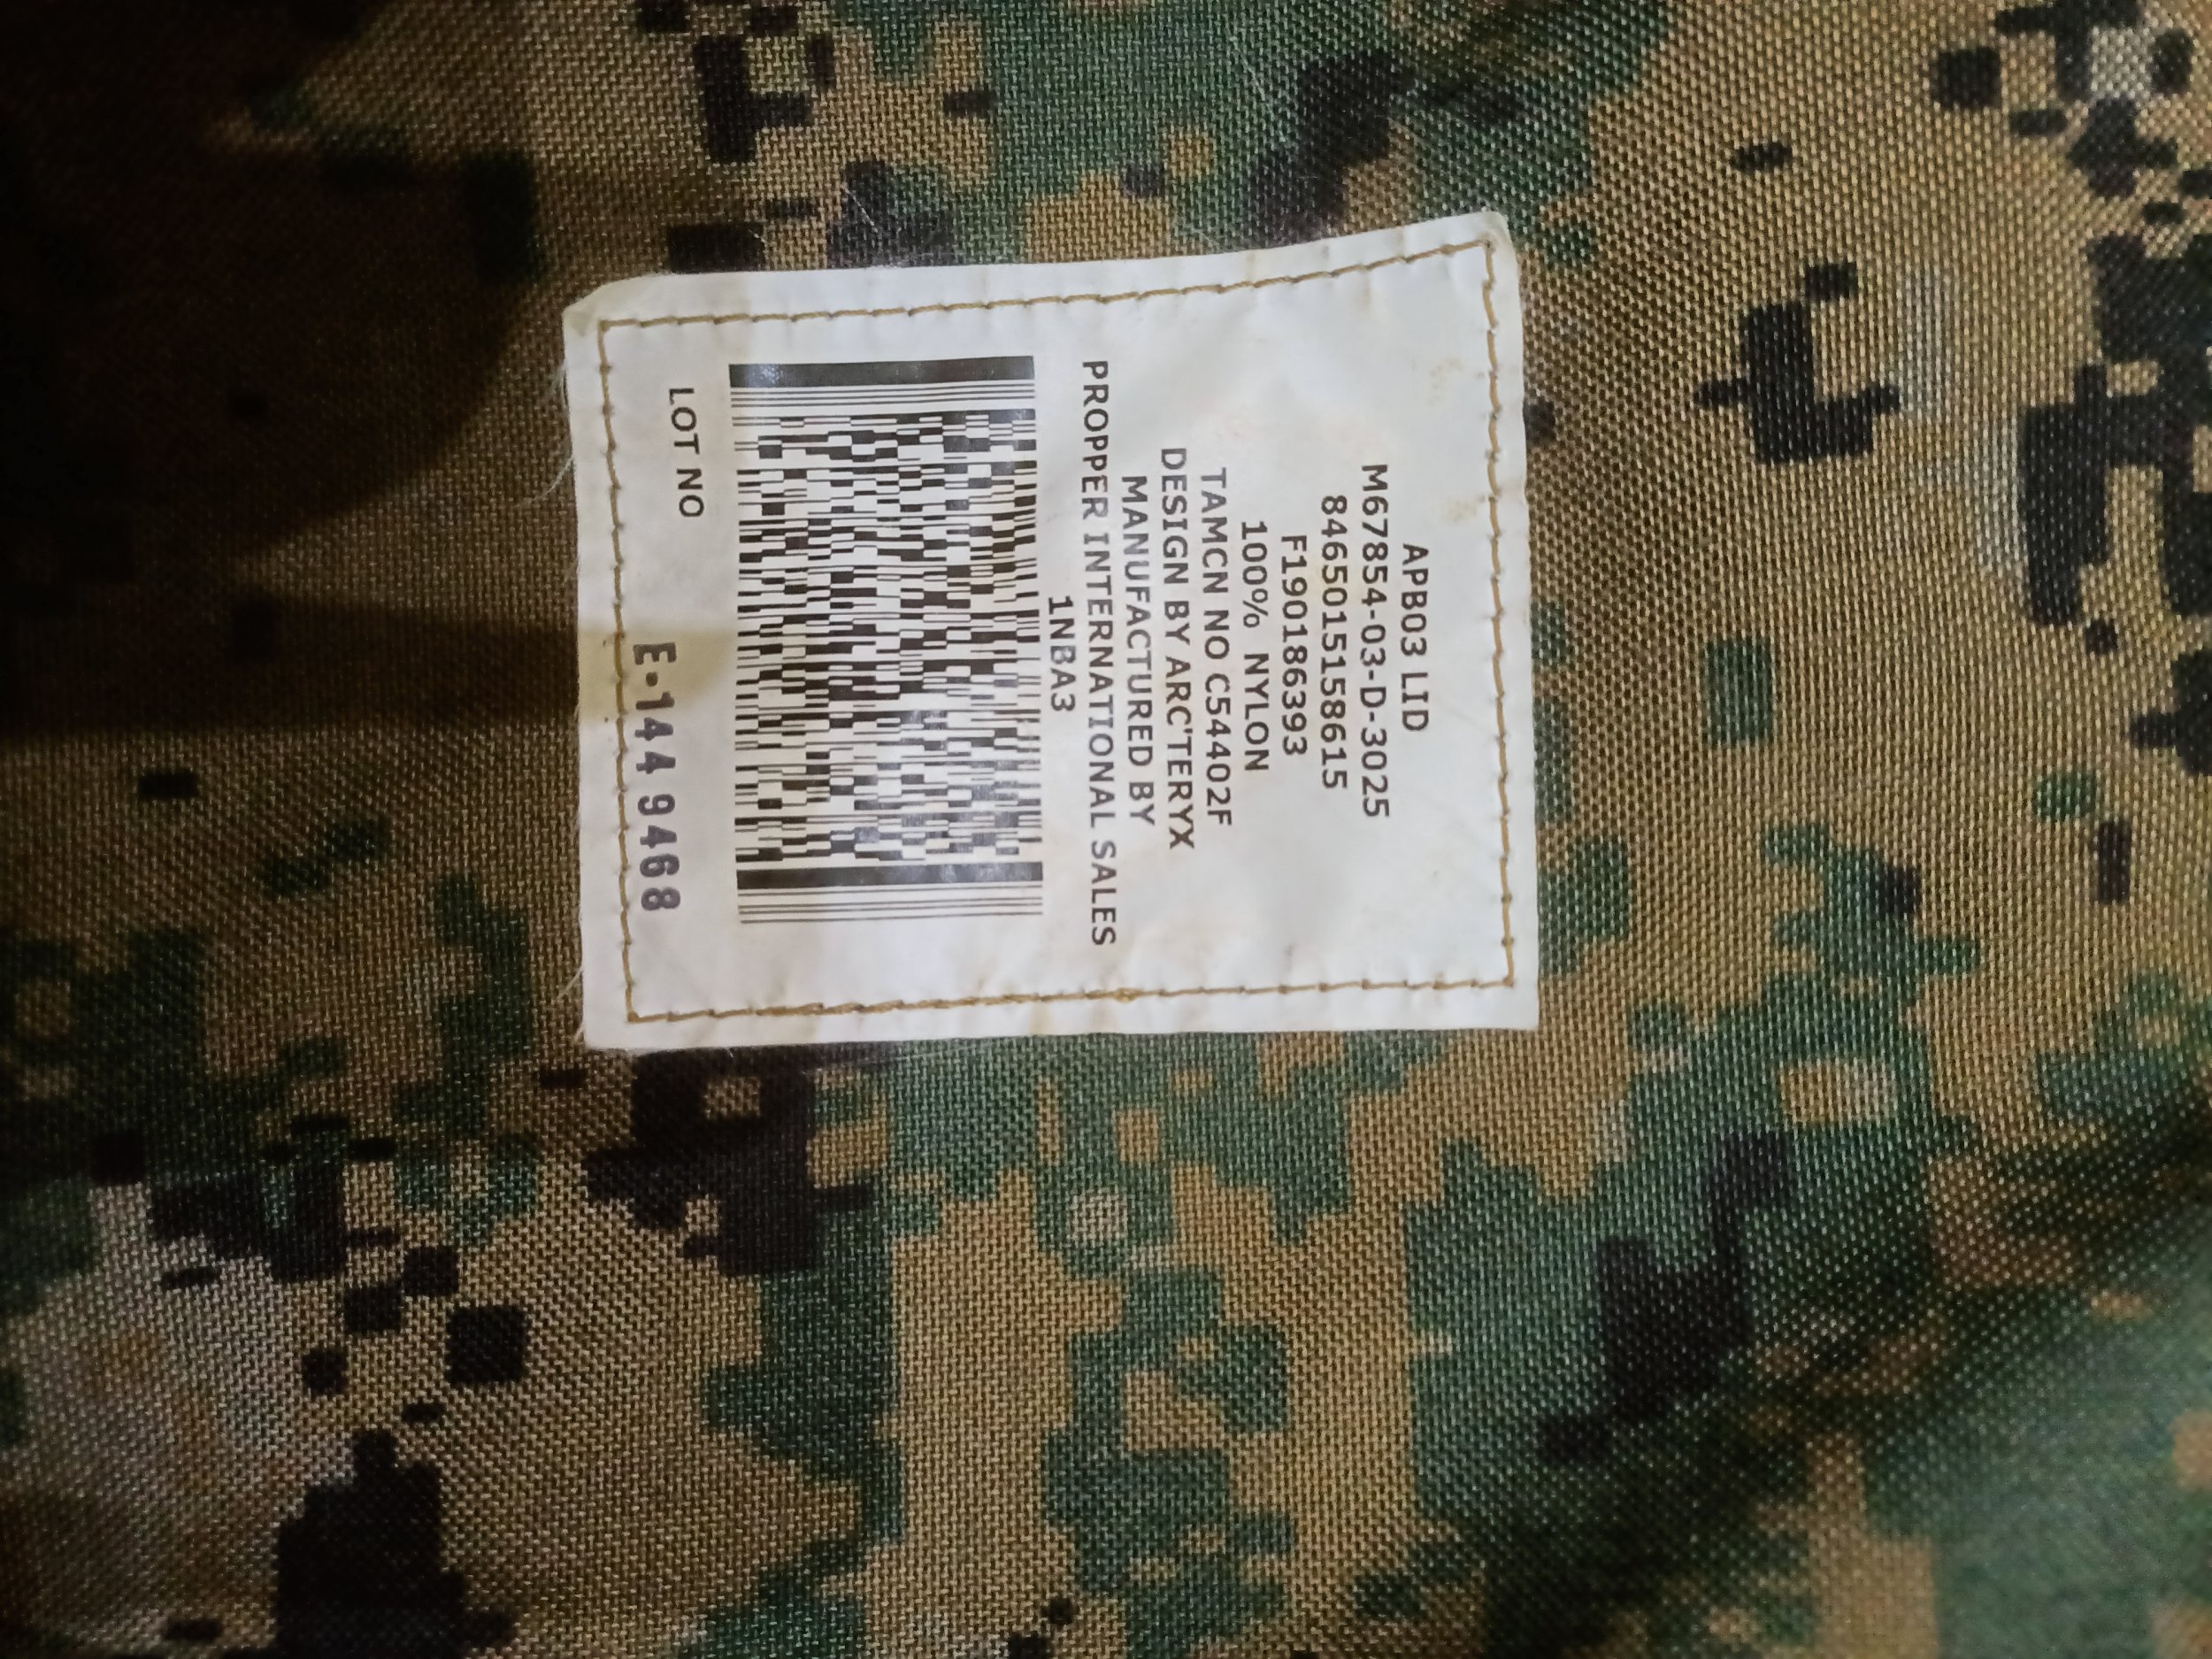 APB03 LID
M67854-03-D-3025
8465015158615
F190186393
100% NYLON
TAMCN NO C54402F
DESIGN BY ARC'TERYX
MANUFACTURED BY
PROPPER INTERNATIONAL SALES
1NBA3
LOT NO
E-144 9468